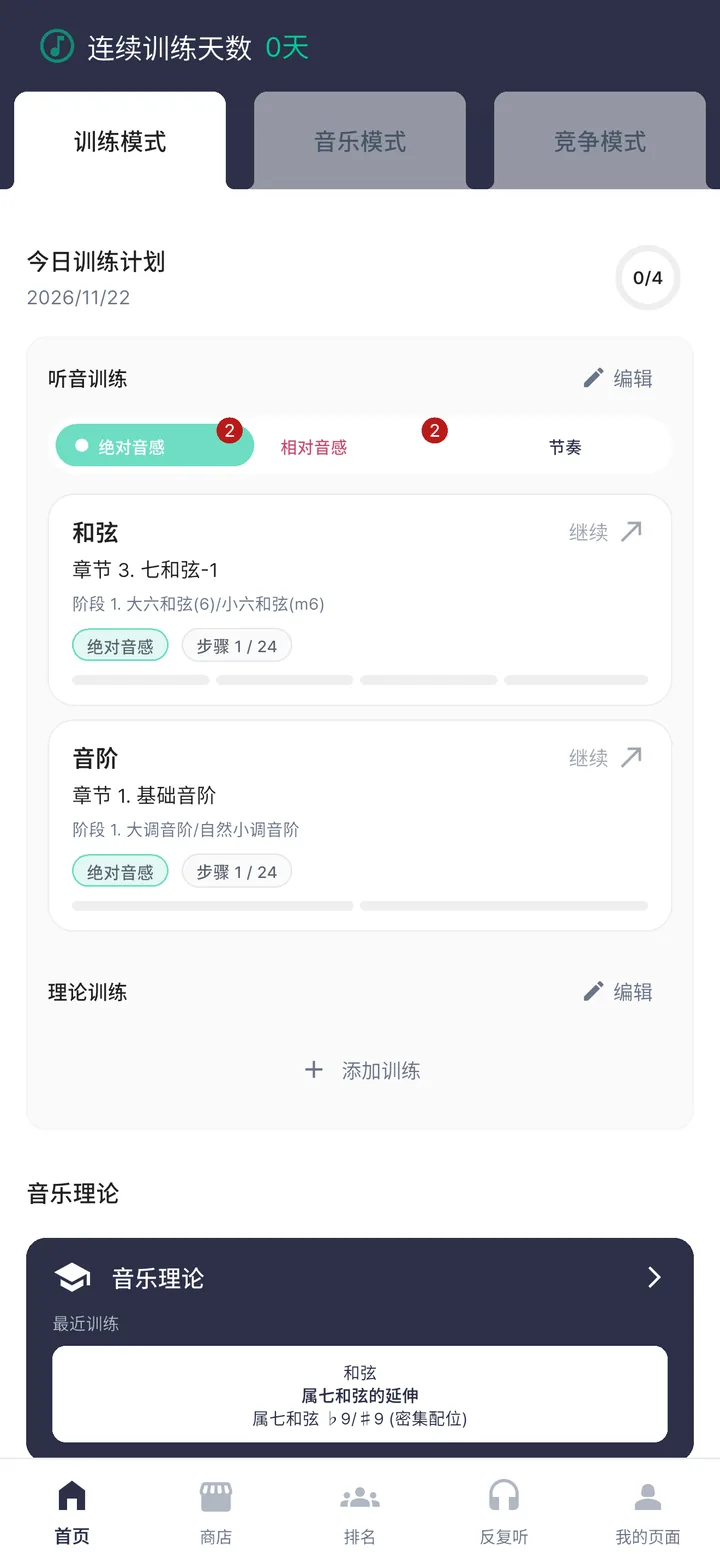 连续训练天数 0天
训练模式
音乐模式
竞争模式
今日训练计划
2026/11/22
0/4
听音训练
编辑
绝对音感
2
相对音感
2
节奏
和弦
继续
章节 3. 七和弦-1
阶段 1. 大六和弦(6)/小六和弦(m6)
绝对音感
步骤 1 / 24
音阶
继续
章节 1. 基础音阶
阶段 1. 大调音阶/自然小调音阶
绝对音感
步骤 1 / 24
理论训练
编辑
添加训练
音乐理论
音乐理论
最近训练
和弦
属七和弦的延伸
属七和弦 ♭9/♯9 (密集配位)
首页
商店
排名
反复听
我的页面